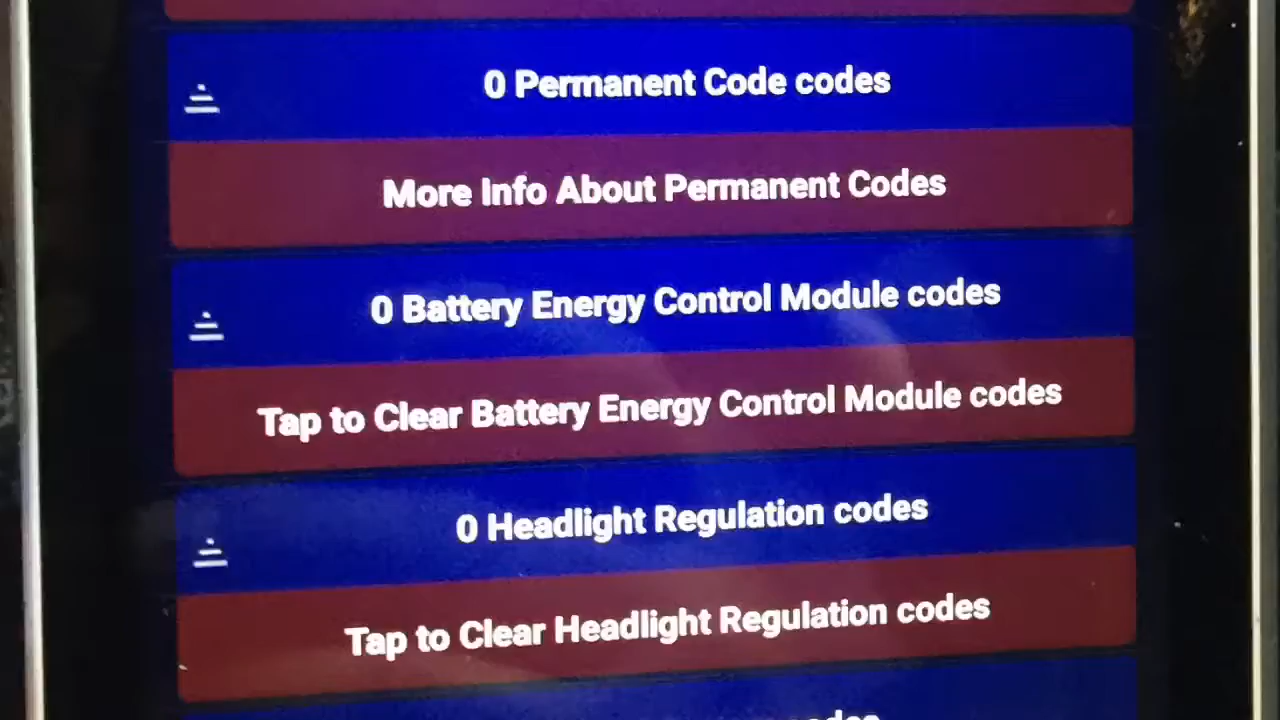 0 Permanent Code codes
More Info About Permanent Codes
0 Battery Energy Control Module codes
Tap to Clear Battery Energy Control Module codes
0 Headlight Regulation codes
Tap to Clear Headlight Regulation codes
codes